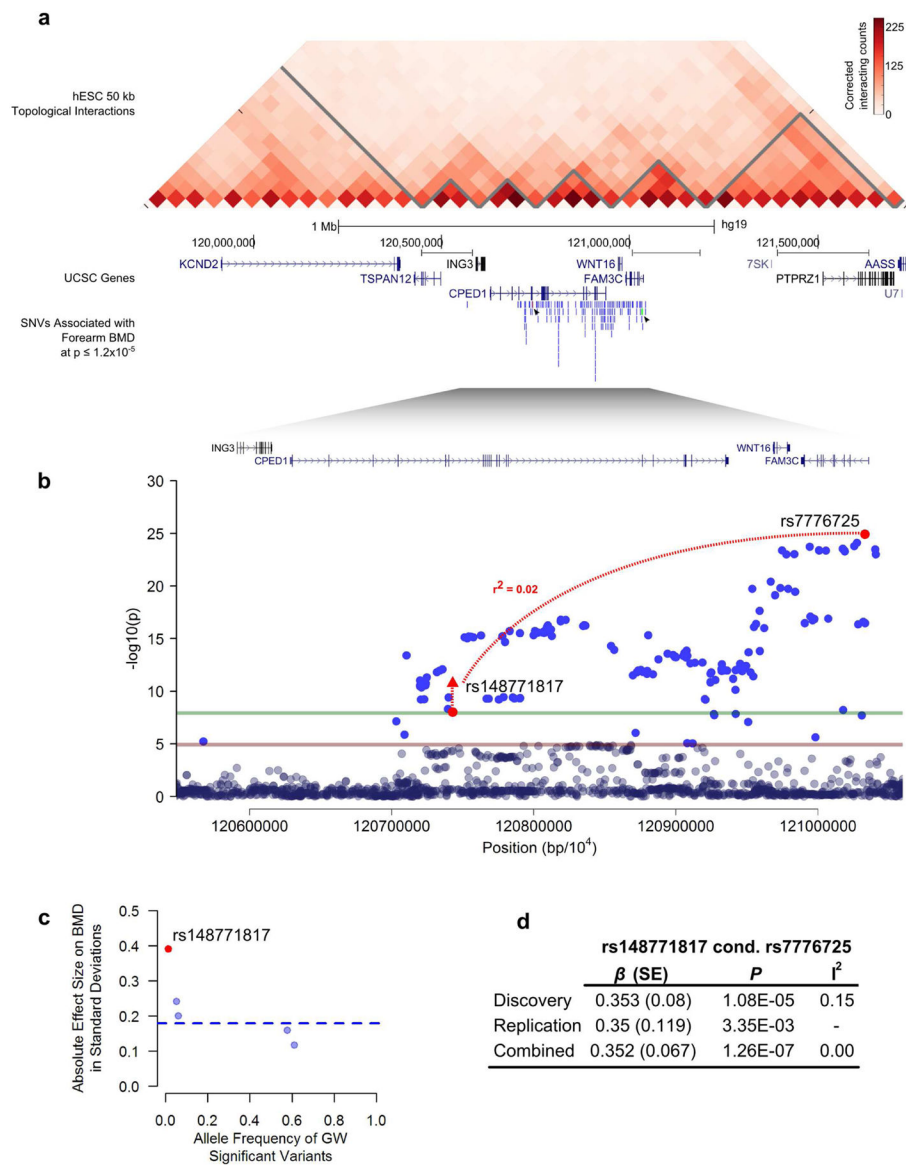 a
hESC 50 kb
Topological Interactions
Corrected
interacting counts
225
125
0
1 Mb
hg19
120,000,000
120,500,000
121,000,000
121,500,000
KCND2
ING3
WNT16
7SK
AASS
UCSC Genes
TSPAN12
FAM3C
PTPRZ1
CPED1
U7
SNVs Associated with
Forearm BMD
at p ≤ 1.2x10⁻⁵
ING3
WNT16
CPED1
FAM3C
b
30
25
20
15
10
5
0
-log10(p)
rs7776725
r² = 0.02
rs148771817
120600000
120700000
120800000
120900000
121000000
Position (bp/10⁴)
c
Absolute Effect Size on BMD
in Standard Deviations
0.5
0.4
0.3
0.2
0.1
0.0
rs148771817
0.0
0.2
0.4
0.6
0.8
1.0
Allele Frequency of GW
Significant Variants
d
rs148771817 cond. rs7776725
β (SE) P I²
Discovery 0.353 (0.08) 1.08E-05 0.15
Replication 0.35 (0.119) 3.35E-03 -
Combined 0.352 (0.067) 1.26E-07 0.00